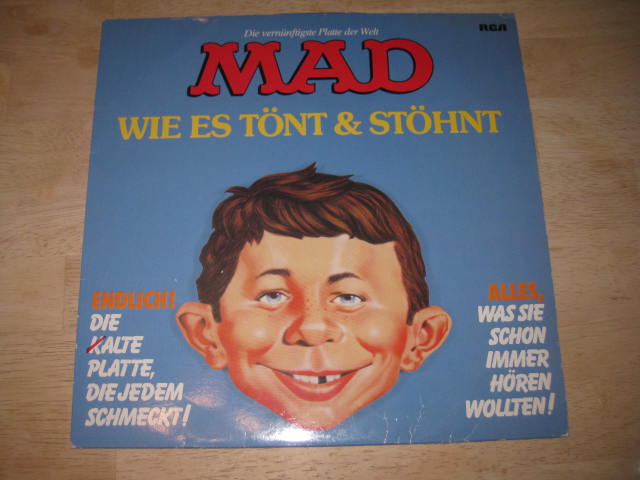 Die vernünftigste Platte der Welt
RCA
MAD
WIE ES TÖNT & STÖHNT
ENDLICH!
DIE
KALTE
PLATTE,
DIE JEDEM
SCHMECKT!
ALLES,
WAS SIE
SCHON
IMMER
HÖREN
WOLLTEN!